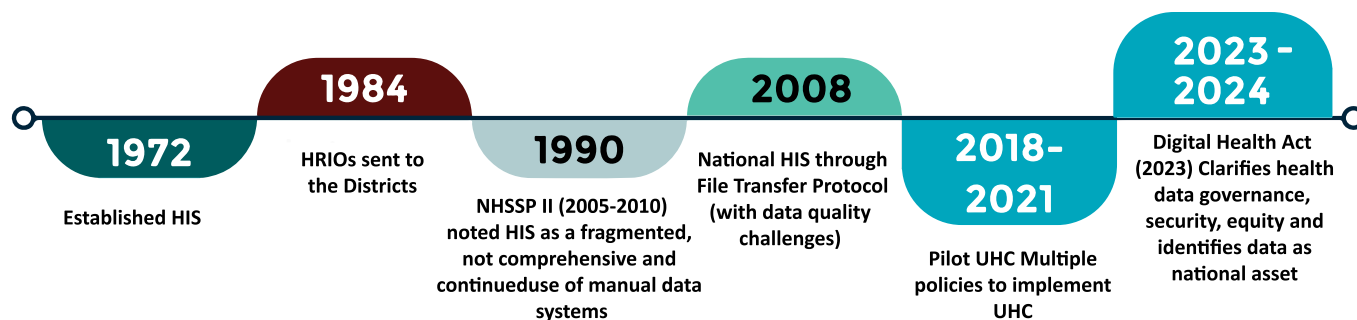 1972
Established HIS
1984
HRIOs sent to
the Districts
1990
NHSSP II (2005-2010)
noted HIS as a fragmented,
not comprehensive and
continueduse of manual data
systems
2008
National HIS through
File Transfer Protocol
(with data quality
challenges)
2018-
2021
Pilot UHC Multiple
policies to implement
UHC
2023 -
2024
Digital Health Act
(2023) Clarifies health
data governance,
security, equity and
identifies data as
national asset